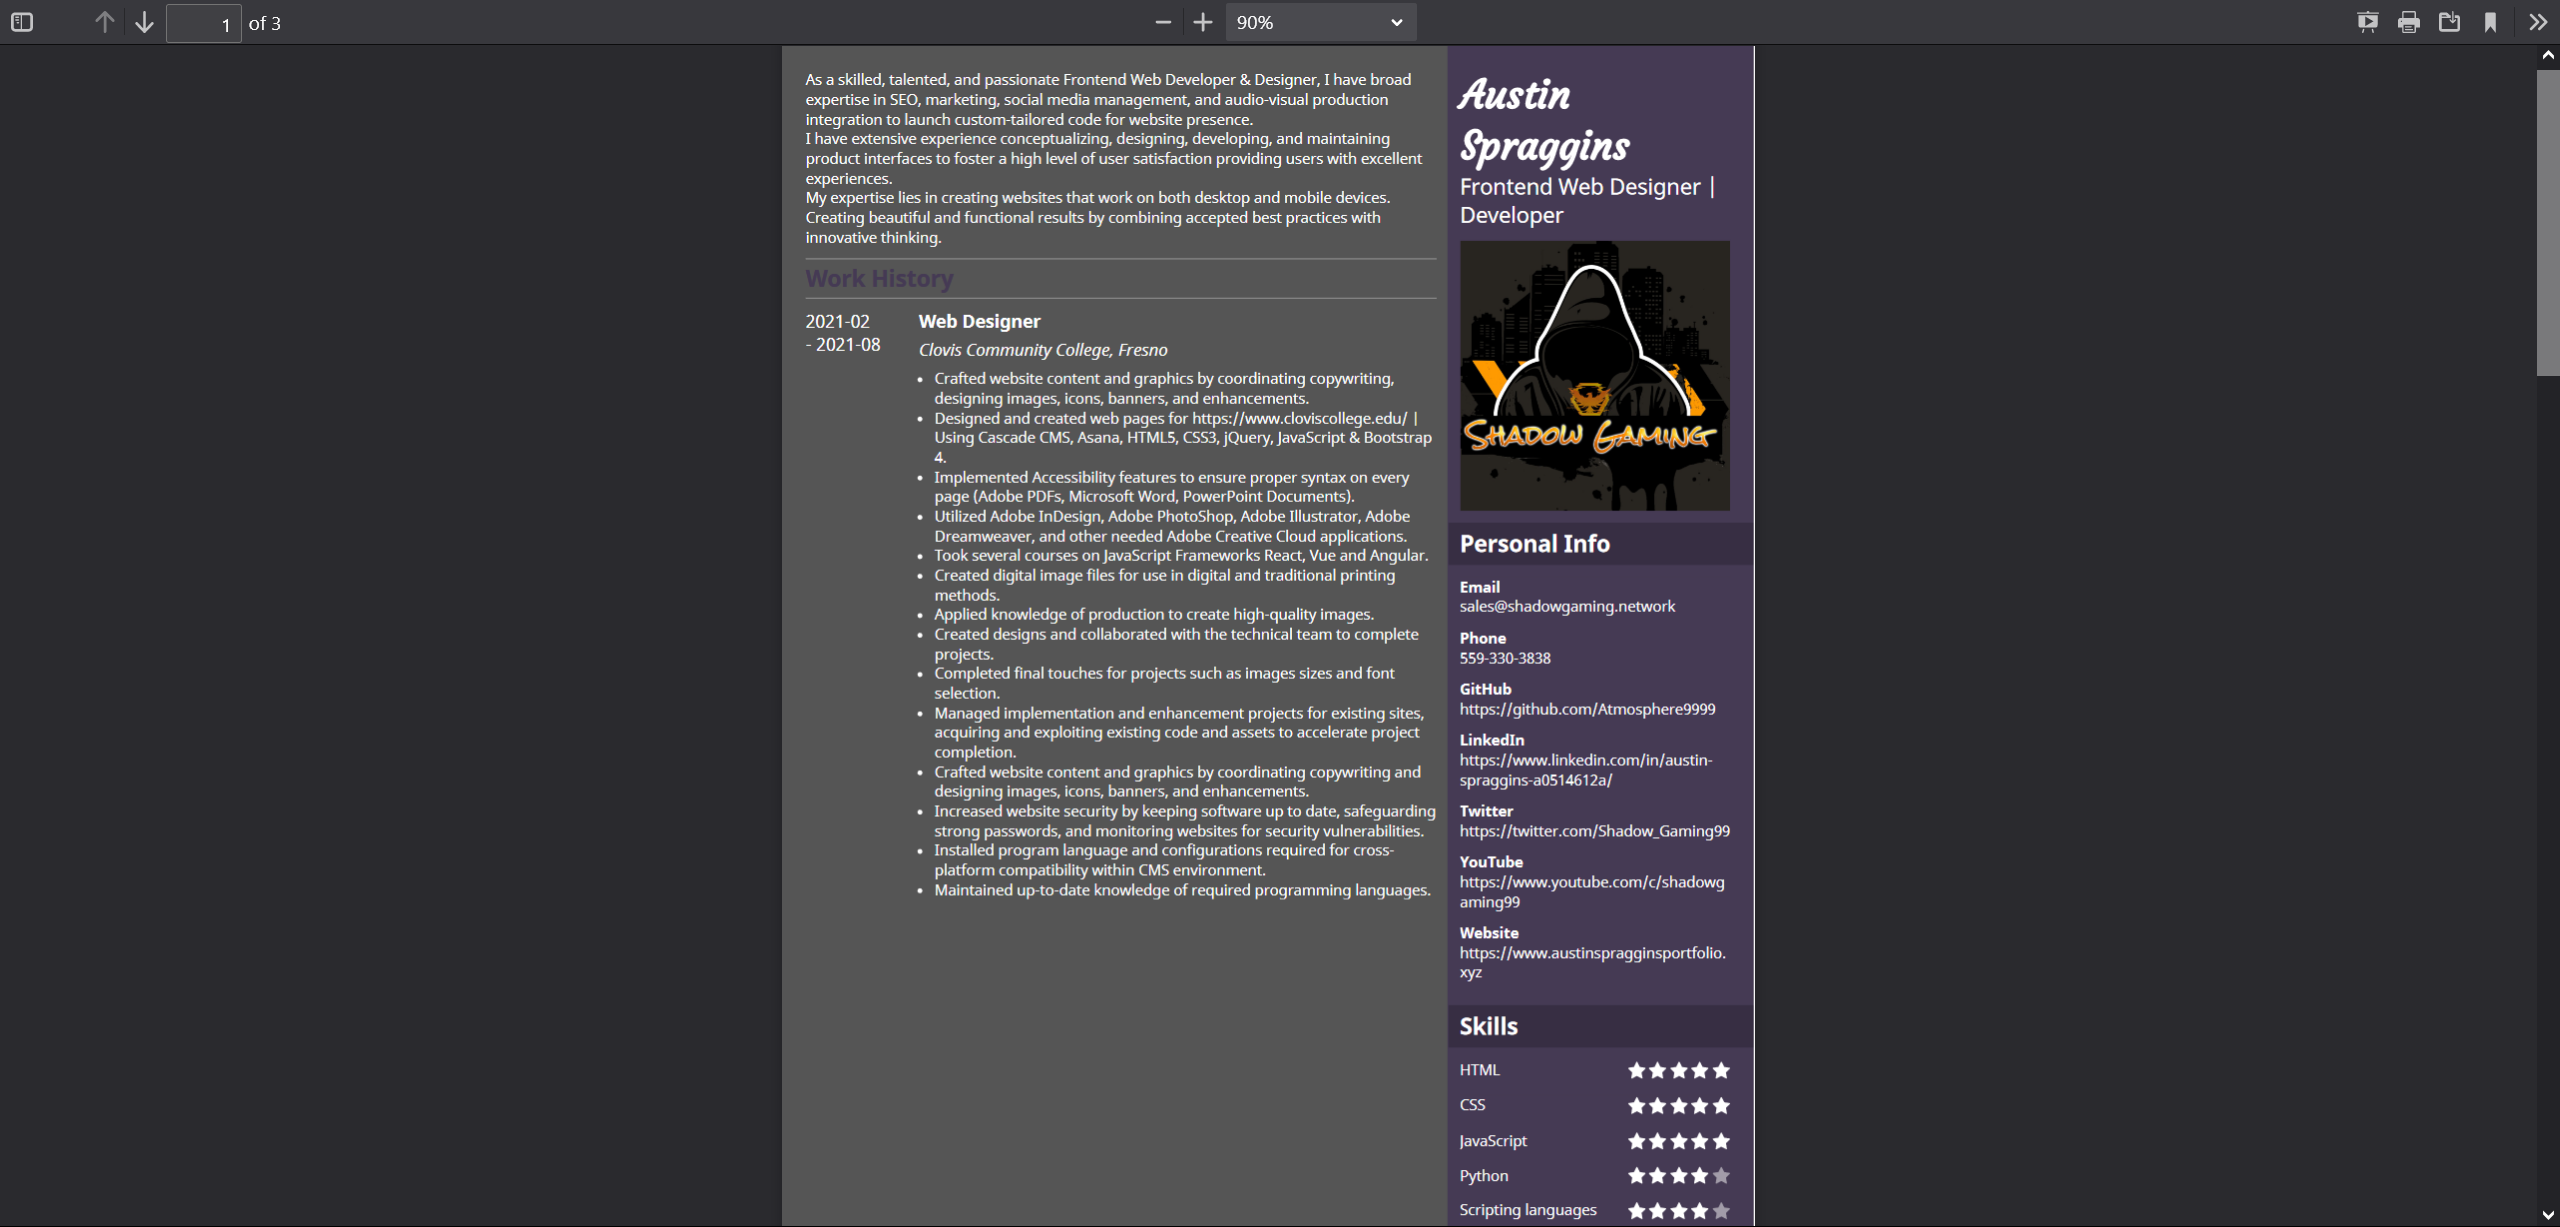 1 of 3
90%
As a skilled, talented, and passionate Frontend Web Developer & Designer, I have broad
expertise in SEO, marketing, social media management, and audio-visual production
integration to launch custom-tailored code for website presence.
I have extensive experience conceptualizing, designing, developing, and maintaining
product interfaces to foster a high level of user satisfaction providing users with excellent
experiences.
My expertise lies in creating websites that work on both desktop and mobile devices.
Creating beautiful and functional results by combining accepted best practices with
innovative thinking.
Work History
2021-02
- 2021-08
Web Designer
Clovis Community College, Fresno
• Crafted website content and graphics by coordinating copywriting,
designing images, icons, banners, and enhancements.
• Designed and created web pages for https://www.cloviscollege.edu/ |
Using Cascade CMS, Asana, HTML5, CSS3, jQuery, JavaScript & Bootstrap
4.
• Implemented Accessibility features to ensure proper syntax on every
page (Adobe PDFs, Microsoft Word, PowerPoint Documents).
• Utilized Adobe InDesign, Adobe PhotoShop, Adobe Illustrator, Adobe
Dreamweaver, and other needed Adobe Creative Cloud applications.
• Took several courses on JavaScript Frameworks React, Vue and Angular.
• Created digital image files for use in digital and traditional printing
methods.
• Applied knowledge of production to create high-quality images.
• Created designs and collaborated with the technical team to complete
projects.
• Completed final touches for projects such as images sizes and font
selection.
• Managed implementation and enhancement projects for existing sites,
acquiring and exploiting existing code and assets to accelerate project
completion.
• Crafted website content and graphics by coordinating copywriting and
designing images, icons, banners, and enhancements.
• Increased website security by keeping software up to date, safeguarding
strong passwords, and monitoring websites for security vulnerabilities.
• Installed program language and configurations required for cross-
platform compatibility within CMS environment.
• Maintained up-to-date knowledge of required programming languages.
Austin
Spraggins
Frontend Web Designer |
Developer
SHADOW GAMING
Personal Info
Email
sales@shadowgaming.network
Phone
559-330-3838
GitHub
https://github.com/Atmosphere9999
LinkedIn
https://www.linkedin.com/in/austin-
spraggins-a0514612a/
Twitter
https://twitter.com/Shadow_Gaming99
YouTube
https://www.youtube.com/c/shadowg
aming99
Website
https://www.austinspragginsportfolio.
xyz
Skills
HTML
CSS
JavaScript
Python
Scripting languages